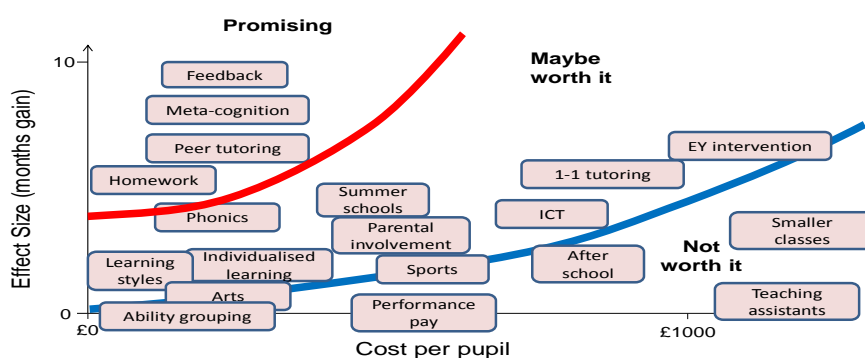 Promising
Maybe
worth it
10
Feedback
Meta-cognition
Peer tutoring
EY intervention
Homework
1-1 tutoring
Summer
schools
Phonics
ICT
Parental
involvement
Smaller
classes
Not
worth it
Learning
styles
Individualised
learning
Sports
After
school
Arts
Performance
pay
Teaching
assistants
Ability grouping
0
£0
£1000
Cost per pupil
Effect Size (months gain)